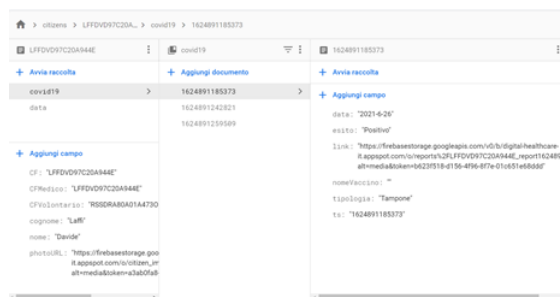 citizens > LFFDVD97C20A... > covid19 > 1624891185373
LFFDVD97C20A944E
covid19
1624891185373
+ Avvia raccolta
+ Aggiungi documento
+ Avvia raccolta
covid19 >
1624891185373 >
+ Aggiungi campo
data
1624891242821
1624891259509
data: "2021-6-26"
esito: "Positivo"
link: "https://firebasestorage.googleapis.com/v0/b/digital-healthcare-
it.appspot.com/o/reports%2FLFFDVD97C20A944E_report162489
alt=media&token=b623f518-d156-4f96-8f7e-01c651e68ddd"
+ Aggiungi campo
nomeVaccino: ""
CF: "LFFDVD97C20A944E"
tipologia: "Tampone"
CFMedico: "LFFDVD97C20A944E"
ts: "1624891185373"
CFVolontario: "RSSDRA80A01A473O
cognome: "Laffi"
nome: "Davide"
photoURL: "https://firebasestorage.goo
it.appspot.com/o/citizen_im
alt=media&token=a3ab0fa8-